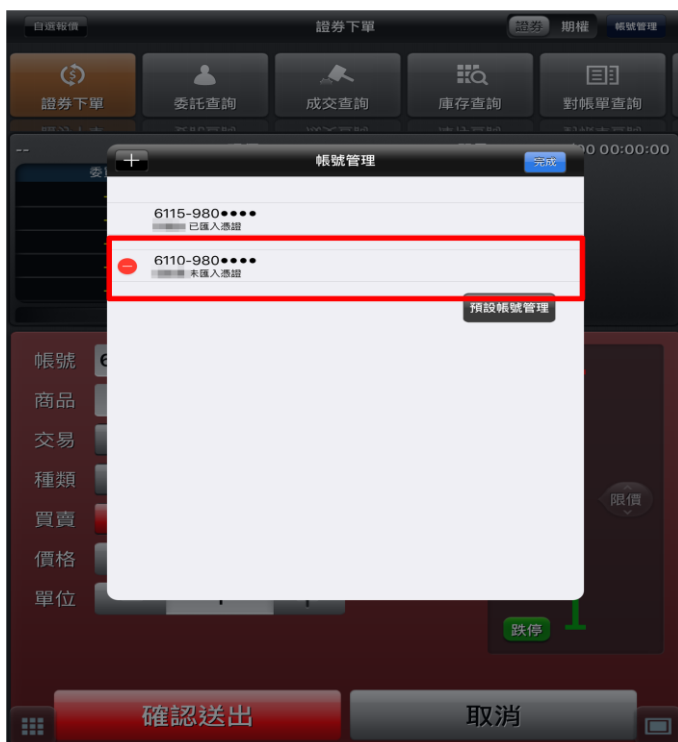 自選報價 證券下單 證券 期權 帳號管理
證券下單 委託查詢 成交查詢 庫存查詢 對帳單查詢
-- 00:00:00
帳號管理 完成
6115-980●●●●
已匯入憑證
6110-980●●●●
未匯入憑證
預設帳號管理
帳號 6
商品
交易
種類
限價
買賣
價格
單位
跌停
確認送出 取消